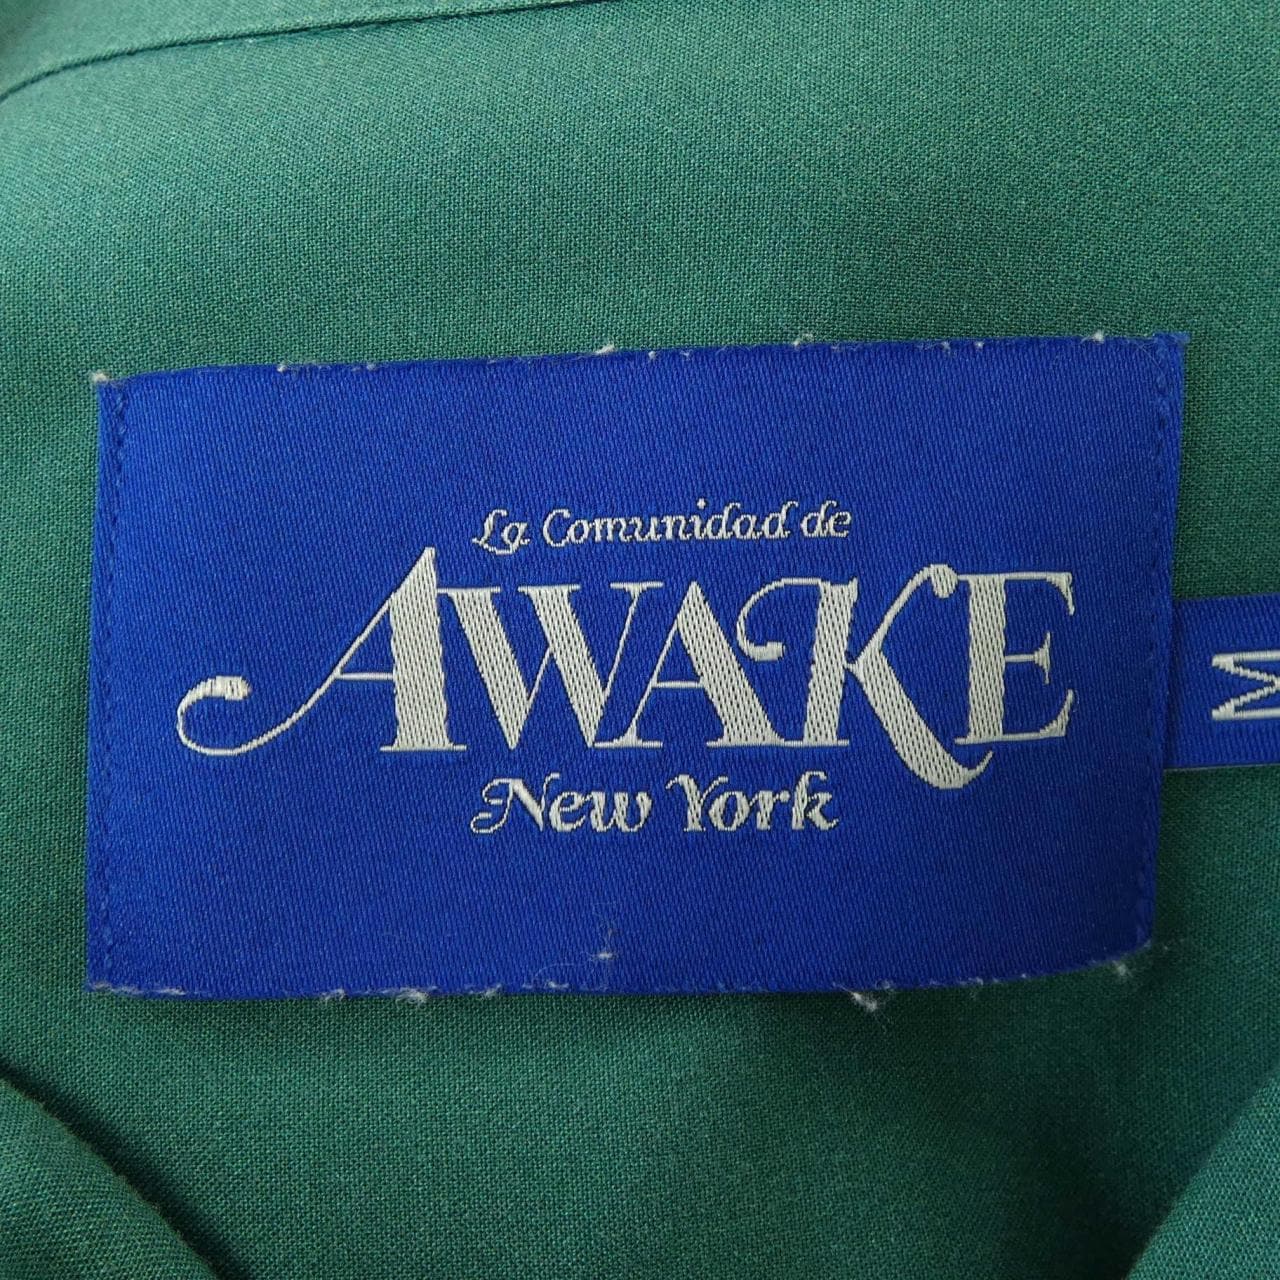 La Comunidad de
AWAKE
New York
M